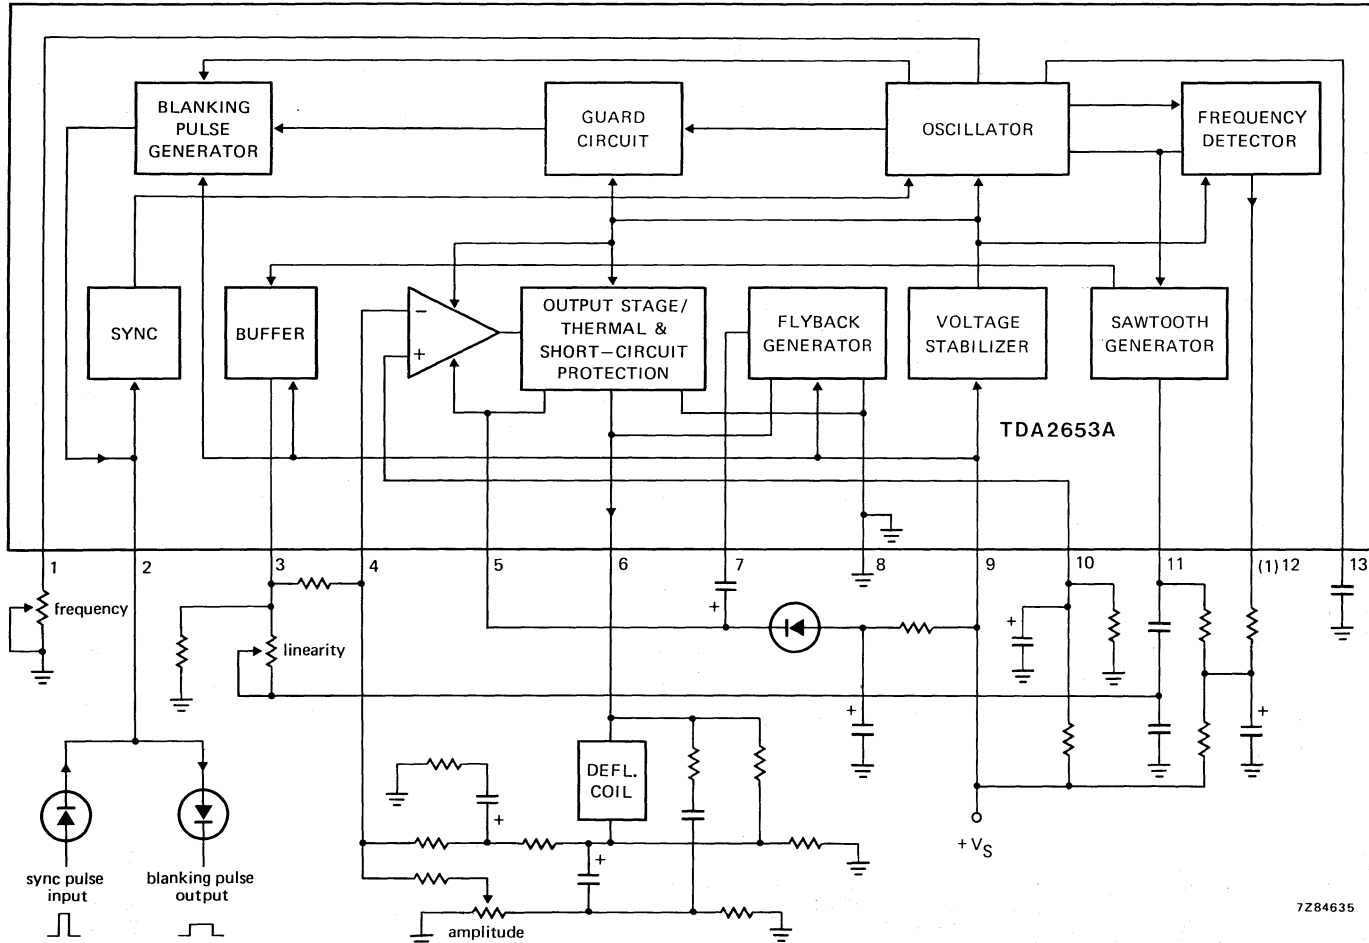 BLANKING
PULSE
GENERATOR
GUARD
CIRCUIT
OSCILLATOR
FREQUENCY
DETECTOR
SYNC
BUFFER
−
+
OUTPUT STAGE/
THERMAL &
SHORT–CIRCUIT
PROTECTION
FLYBACK
GENERATOR
VOLTAGE
STABILIZER
SAWTOOTH
GENERATOR
TDA2653A
1
2
3
4
5
6
7
8
9
10
11
(1) 12
13
frequency
linearity
+
+
+
+
DEFL.
COIL
+
+
+VS
sync pulse
input
blanking pulse
output
amplitude
7Z84635